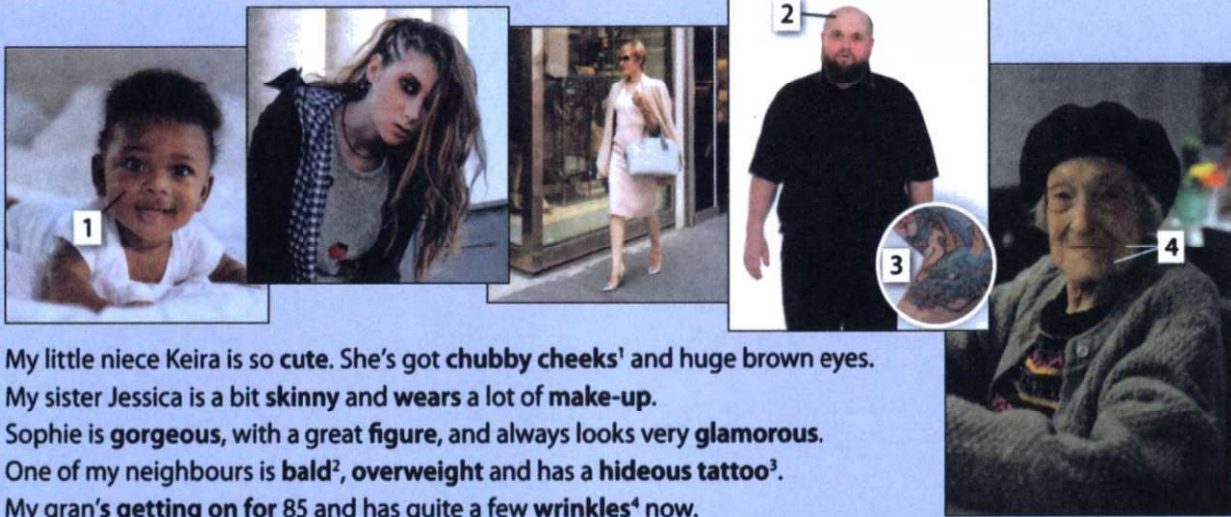 1
2
3
4
My little niece Keira is so cute. She's got chubby cheeks¹ and huge brown eyes.
My sister Jessica is a bit skinny and wears a lot of make-up.
Sophie is gorgeous, with a great figure, and always looks very glamorous.
One of my neighbours is bald², overweight and has a hideous tattoo³.
My gran's getting on for 85 and has quite a few wrinkles⁴ now.